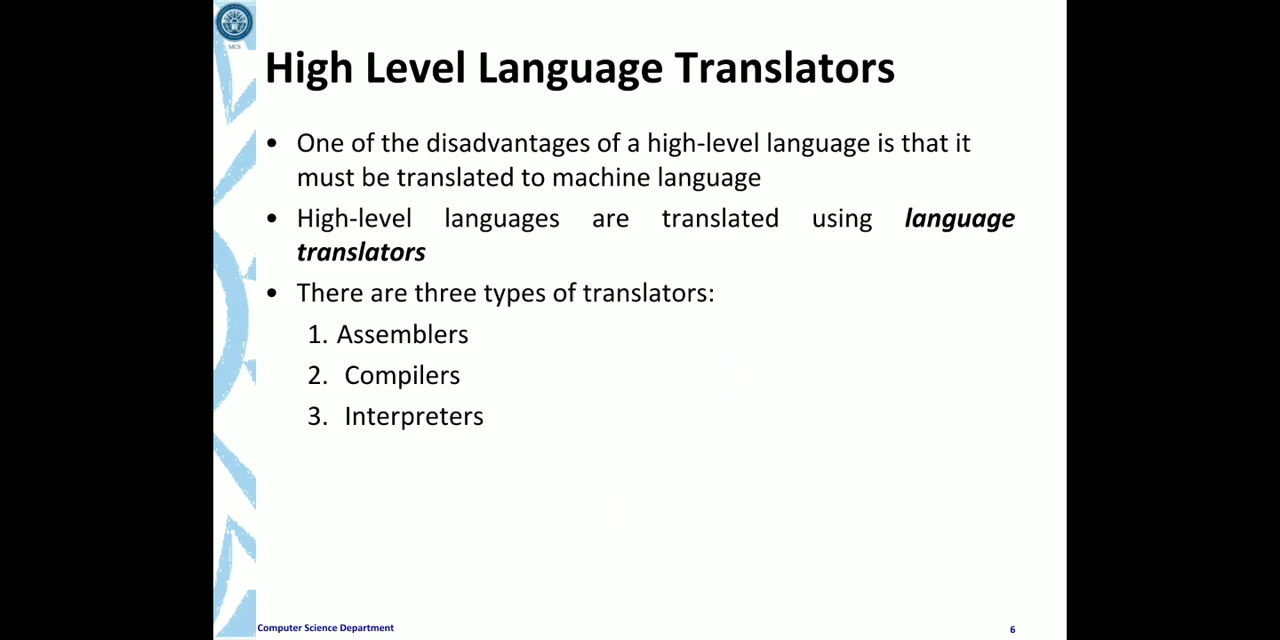 MCS
High Level Language Translators
• One of the disadvantages of a high-level language is that it
must be translated to machine language
• High-level languages are translated using language
translators
• There are three types of translators:
1. Assemblers
2. Compilers
3. Interpreters
Computer Science Department
6